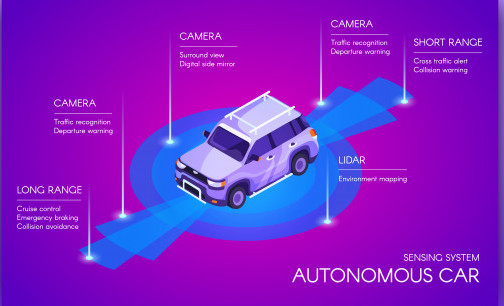 CAMERA
Traffic recognition
Departure warning
CAMERA
Surround view
Digital side mirror
SHORT RANGE
Cross traffic alert
Collision warning
CAMERA
Traffic recognition
Departure warning
LIDAR
Environment mapping
LONG RANGE
Cruise control
Emergency braking
Collision avoidance
SENSING SYSTEM
AUTONOMOUS CAR